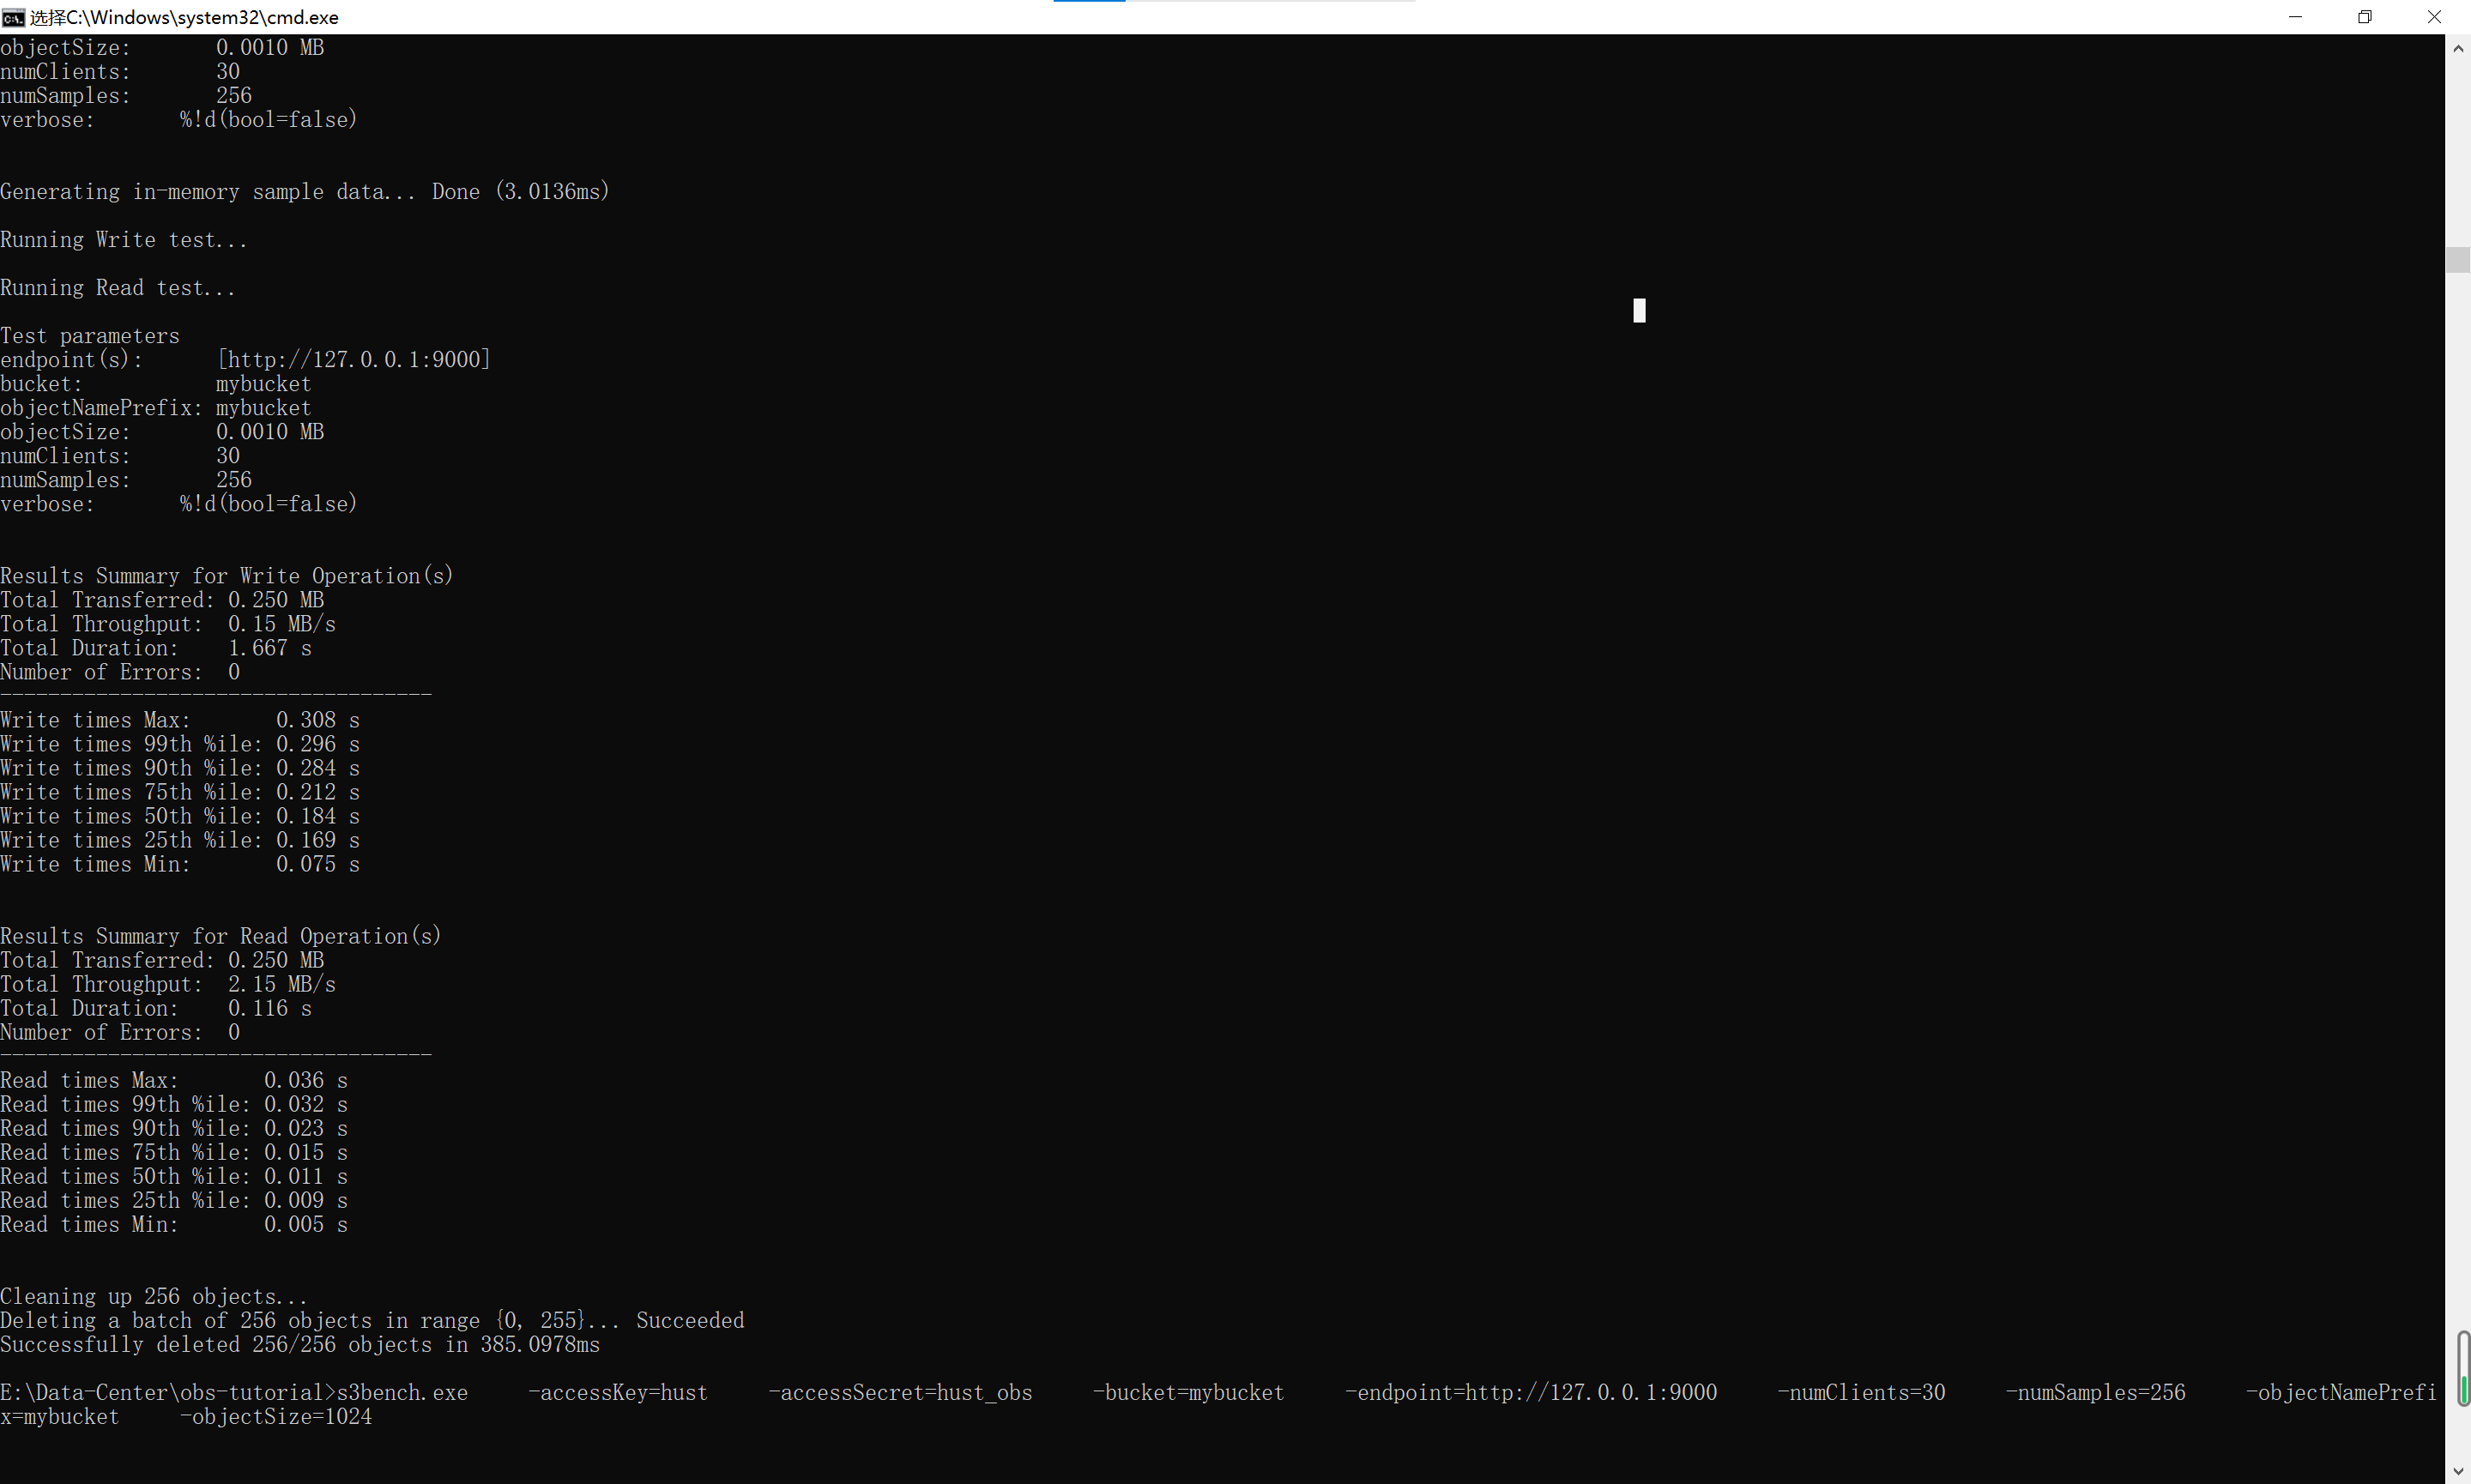 选择C:\Windows\system32\cmd.exe
objectSize:       0.0010 MB
numClients:       30
numSamples:       256
verbose:       %!d(bool=false)
Generating in-memory sample data... Done (3.0136ms)
Running Write test...
Running Read test...
Test parameters
endpoint(s):      [http://127.0.0.1:9000]
bucket:           mybucket
objectNamePrefix: mybucket
objectSize:       0.0010 MB
numClients:       30
numSamples:       256
verbose:       %!d(bool=false)
Results Summary for Write Operation(s)
Total Transferred: 0.250 MB
Total Throughput:  0.15 MB/s
Total Duration:    1.667 s
Number of Errors:  0
------------------------------------
Write times Max:       0.308 s
Write times 99th %ile: 0.296 s
Write times 90th %ile: 0.284 s
Write times 75th %ile: 0.212 s
Write times 50th %ile: 0.184 s
Write times 25th %ile: 0.169 s
Write times Min:       0.075 s
Results Summary for Read Operation(s)
Total Transferred: 0.250 MB
Total Throughput:  2.15 MB/s
Total Duration:    0.116 s
Number of Errors:  0
------------------------------------
Read times Max:       0.036 s
Read times 99th %ile: 0.032 s
Read times 90th %ile: 0.023 s
Read times 75th %ile: 0.015 s
Read times 50th %ile: 0.011 s
Read times 25th %ile: 0.009 s
Read times Min:       0.005 s
Cleaning up 256 objects...
Deleting a batch of 256 objects in range {0, 255}... Succeeded
Successfully deleted 256/256 objects in 385.0978ms
E:\Data-Center\obs-tutorial>s3bench.exe     -accessKey=hust     -accessSecret=hust_obs     -bucket=mybucket     -endpoint=http://127.0.0.1:9000     -numClients=30     -numSamples=256     -objectNamePrefi
x=mybucket     -objectSize=1024